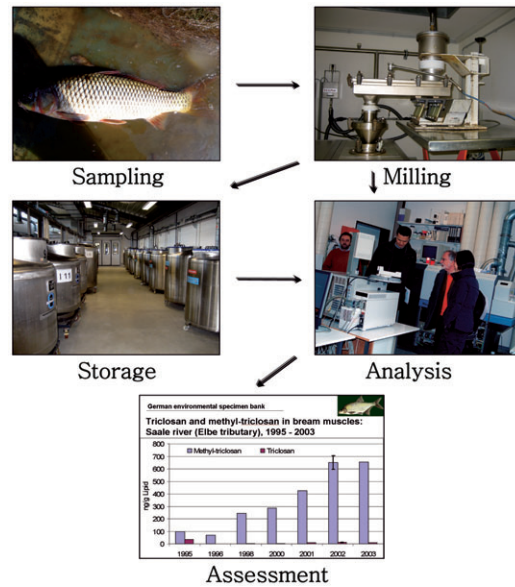 Sampling
Milling
Storage
Analysis
German environmental specimen bank
Triclosan and methyl-triclosan in bream muscles:
Saale river (Elbe tributary), 1995 - 2003
800
700
600
500
400
300
200
100
0
ng/g Lipid
Methyl-triclosan
Triclosan
1995
1996
1998
2000
2001
2002
2003
Assessment